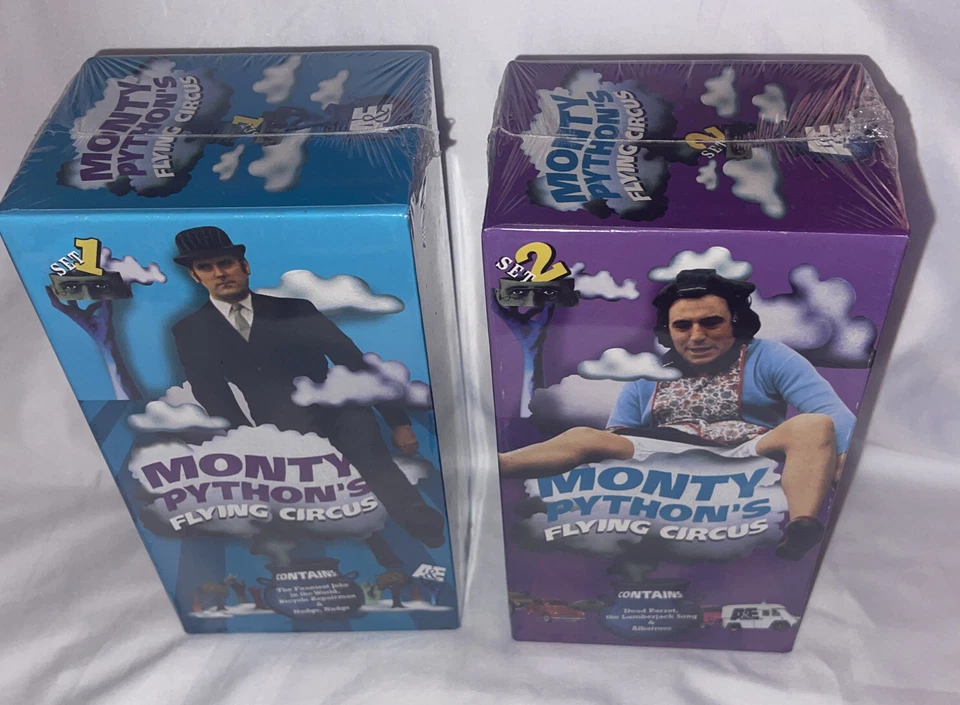 MONTY
PYTHON'S
FLYING CIRCUS
1
A&E
SET 1
MONTY
PYTHON'S
FLYING CIRCUS
CONTAINS
The Funniest Joke
in the World,
Bicycle Repairman
&
Nudge, Nudge
A&E
MONTY
PYTHON'S
FLYING CIRCUS
SET 2
A&E
SET 2
MONTY
PYTHON'S
FLYING CIRCUS
CONTAINS
Dead Parrot,
the Lumberjack Song
&
Albatross
A&E